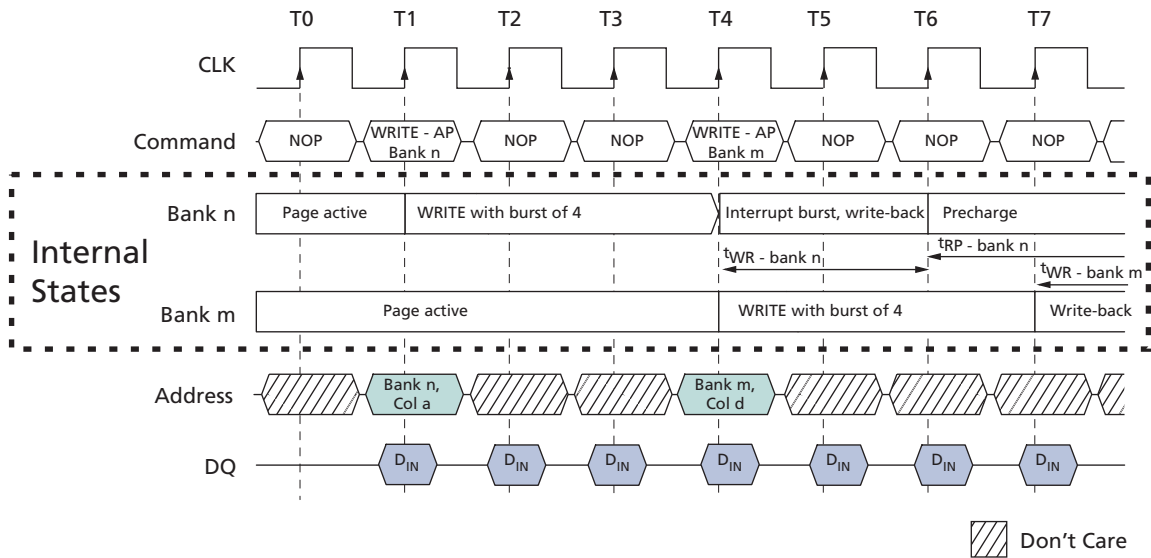 T0 T1 T2 T3 T4 T5 T6 T7
CLK
Command NOP WRITE - AP Bank n NOP NOP WRITE - AP Bank m NOP NOP NOP
Internal States
Bank n Page active WRITE with burst of 4 Interrupt burst, write-back Precharge
tWR - bank n tRP - bank n
tWR - bank m
Bank m Page active WRITE with burst of 4 Write-back
Address Bank n, Col a Bank m, Col d
DQ DIN DIN DIN DIN DIN DIN DIN
Don't Care